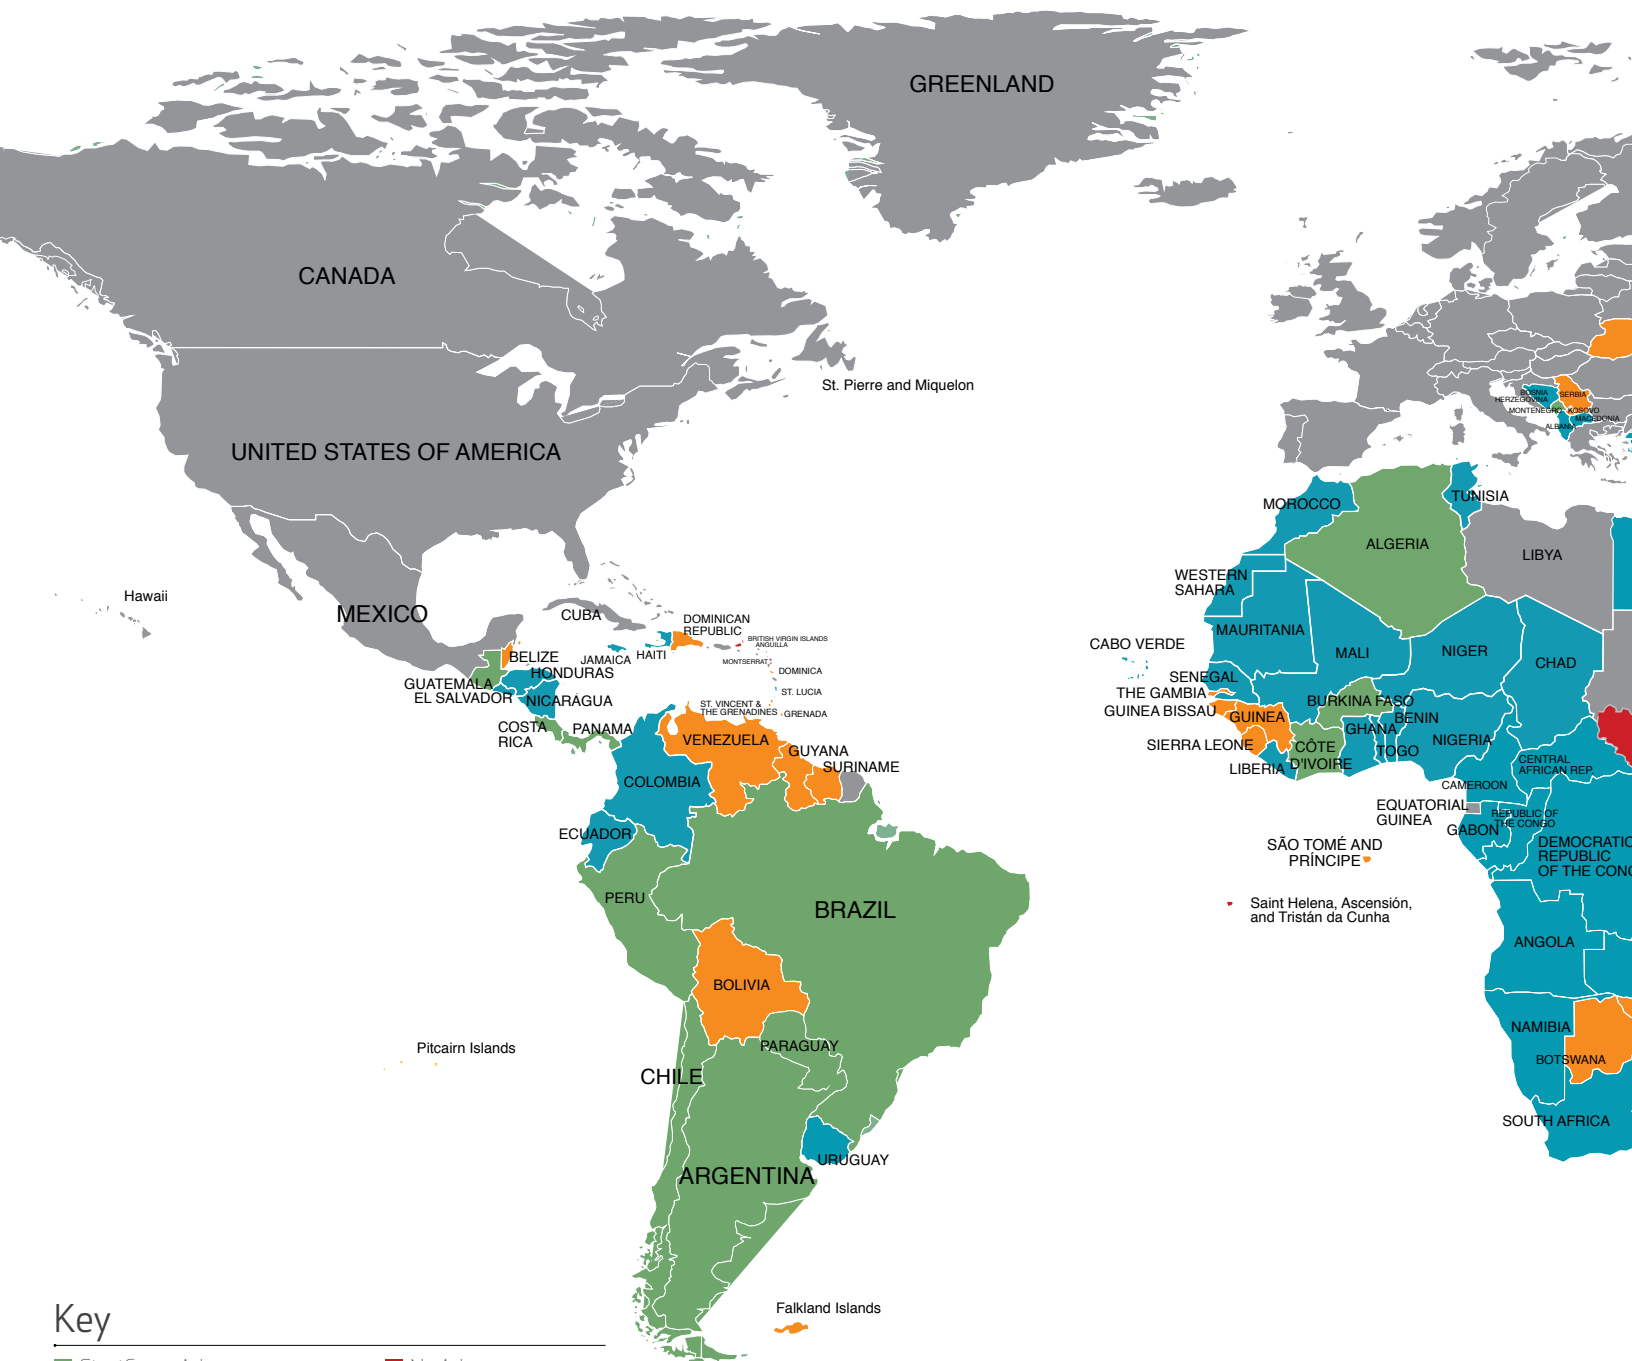 GREENLAND
CANADA
St. Pierre and Miquelon
UNITED STATES OF AMERICA
BOSNIA
HERZEGOVINA
SERBIA
MONTENEGRO
KOSOVO
MACEDONIA
ALBANIA
MOROCCO
TUNISIA
ALGERIA
LIBYA
WESTERN
SAHARA
Hawaii
MEXICO
CUBA
DOMINICAN
REPUBLIC
BRITISH VIRGIN ISLANDS
ANGUILLA
MAURITANIA
CABO VERDE
MALI
NIGER
CHAD
BELIZE
JAMAICA
HAITI
MONTSERRAT
HONDURAS
DOMINICA
GUATEMALA
EL SALVADOR
ST. LUCIA
SENEGAL
THE GAMBIA
NICARÁGUA
ST. VINCENT &
THE GRENADINES
GRENADA
GUINEA BISSAU
GUINEA
BURKINA FASO
BENIN
COSTA
RICA
PANAMA
VENEZUELA
GUYANA
SURINAME
SIERRA LEONE
LIBERIA
CÔTE
D'IVOIRE
GHANA
TOGO
NIGERIA
CENTRAL
AFRICAN REP.
COLOMBIA
CAMEROON
EQUATORIAL
GUINEA
REPUBLIC OF
THE CONGO
GABON
ECUADOR
SÃO TOMÉ AND
PRÍNCIPE
DEMOCRATIC
REPUBLIC
OF THE CONG
PERU
BRAZIL
Saint Helena, Ascensión,
and Tristán da Cunha
ANGOLA
BOLIVIA
NAMIBIA
BOTSWANA
Pitcairn Islands
PARAGUAY
CHILE
SOUTH AFRICA
URUGUAY
ARGENTINA
Falkland Islands
Key